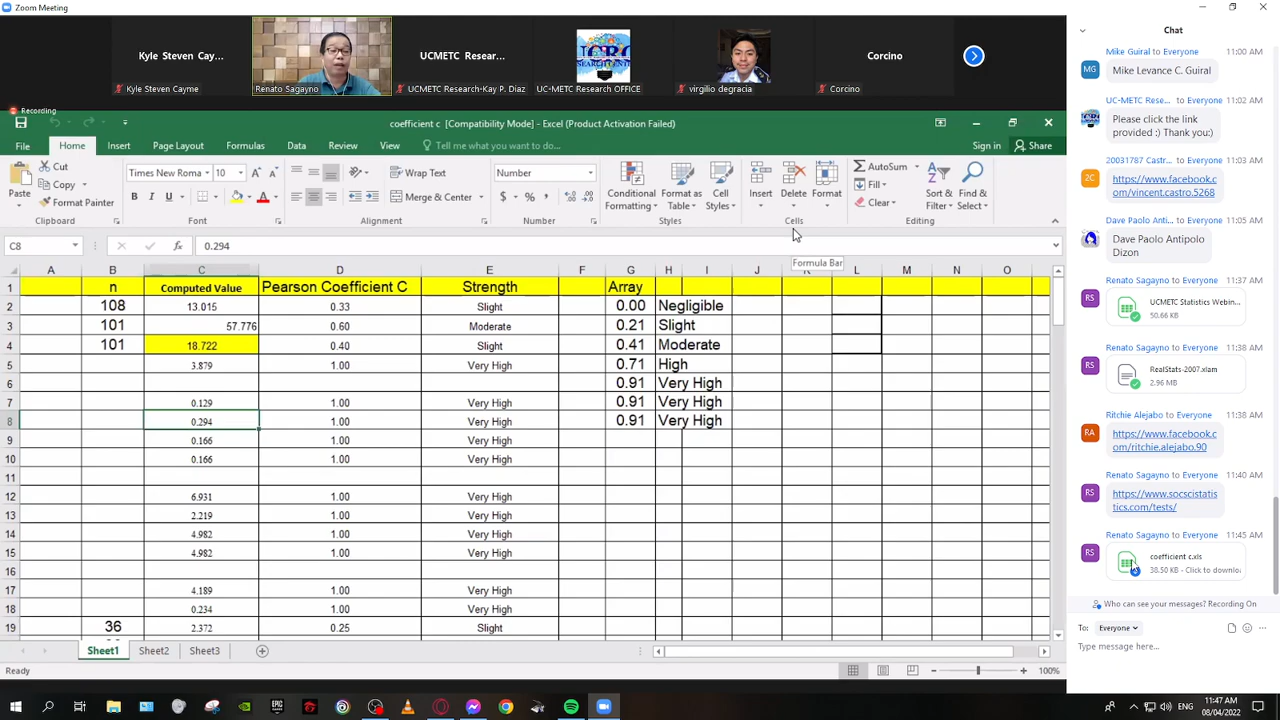 Zoom Meeting
Kyle Steven Cay...
UCMETC Resear...
Corcino
Kyle Steven Cayme
Renato Sagayno
UCMETC Research-Kay P. Diaz
UC-METC Research OFFICE
virgilio degracia
Corcino
Recording
coefficient c [Compatibility Mode] - Excel (Product Activation Failed)
File Home Insert Page Layout Formulas Data Review View Tell me what you want to do... Sign in Share
Paste
Cut
Copy
Format Painter
Clipboard
Times New Roma 10
Font
Wrap Text
Merge & Center
Alignment
Number
Number
Conditional Formatting
Format as Table
Cell Styles
Styles
Insert Delete Format
Cells
AutoSum
Fill
Clear
Sort & Filter
Find & Select
Editing
C8 0.294
Formula Bar
A B C D E F G H I J K L M N O
1 n Computed Value Pearson Coefficient C Strength Array
2 108 13.015 0.33 Slight 0.00 Negligible
3 101 57.776 0.60 Moderate 0.21 Slight
4 101 18.722 0.40 Slight 0.41 Moderate
5 3.879 1.00 Very High 0.71 High
6 0.91 Very High
7 0.129 1.00 Very High 0.91 Very High
8 0.294 1.00 Very High 0.91 Very High
9 0.166 1.00 Very High
10 0.166 1.00 Very High
11
12 6.931 1.00 Very High
13 2.219 1.00 Very High
14 4.982 1.00 Very High
15 4.982 1.00 Very High
16
17 4.189 1.00 Very High
18 0.234 1.00 Very High
19 36 2.372 0.25 Slight
Sheet1 Sheet2 Sheet3
Ready 100%
Chat
Mike Guiral to Everyone 11:00 AM
MG
Mike Levance C. Guiral
UC-METC Rese... to Everyone 11:02 AM
Please click the link
provided :) Thank you:)
20031787 Castr... to Everyone 11:03 AM
2C
https://www.facebook.c
om/vincent.castro.5268
Dave Paolo Anti... to Everyone 11:05 AM
Dave Paolo Antipolo
Dizon
Renato Sagayno to Everyone 11:37 AM
RS
UCMETC Statistics Webin...
50.66 KB
Renato Sagayno to Everyone 11:38 AM
RS
RealStats-2007.xlam
2.96 MB
Ritchie Alejabo to Everyone 11:38 AM
RA
https://www.facebook.c
om/ritchie.alejabo.90
Renato Sagayno to Everyone 11:40 AM
RS
https://www.socscistatis
tics.com/tests/
Renato Sagayno to Everyone 11:45 AM
RS
coefficient c.xls
38.50 KB - Click to downlo
Who can see your messages? Recording On
To: Everyone
Type message here...
ENG
11:47 AM
08/04/2022